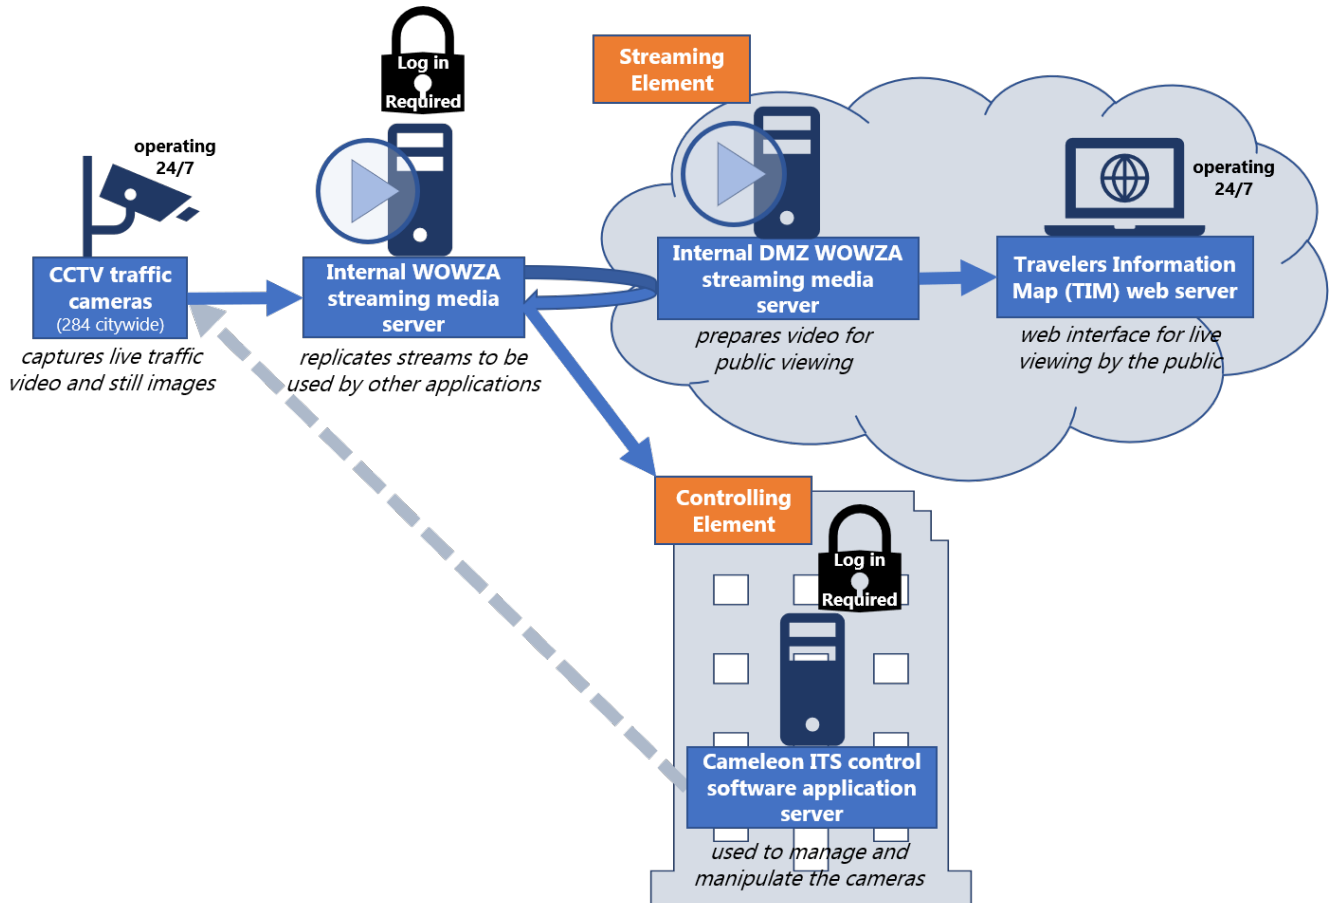 Log in
Required
operating
24/7
CCTV traffic
cameras
(284 citywide)
captures live traffic
video and still images
Internal WOWZA
streaming media
server
replicates streams to be
used by other applications
Streaming
Element
Internal DMZ WOWZA
streaming media
server
prepares video for
public viewing
operating
24/7
Travelers Information
Map (TIM) web server
web interface for live
viewing by the public
Controlling
Element
Log in
Required
Cameleon ITS control
software application
server
used to manage and
manipulate the cameras